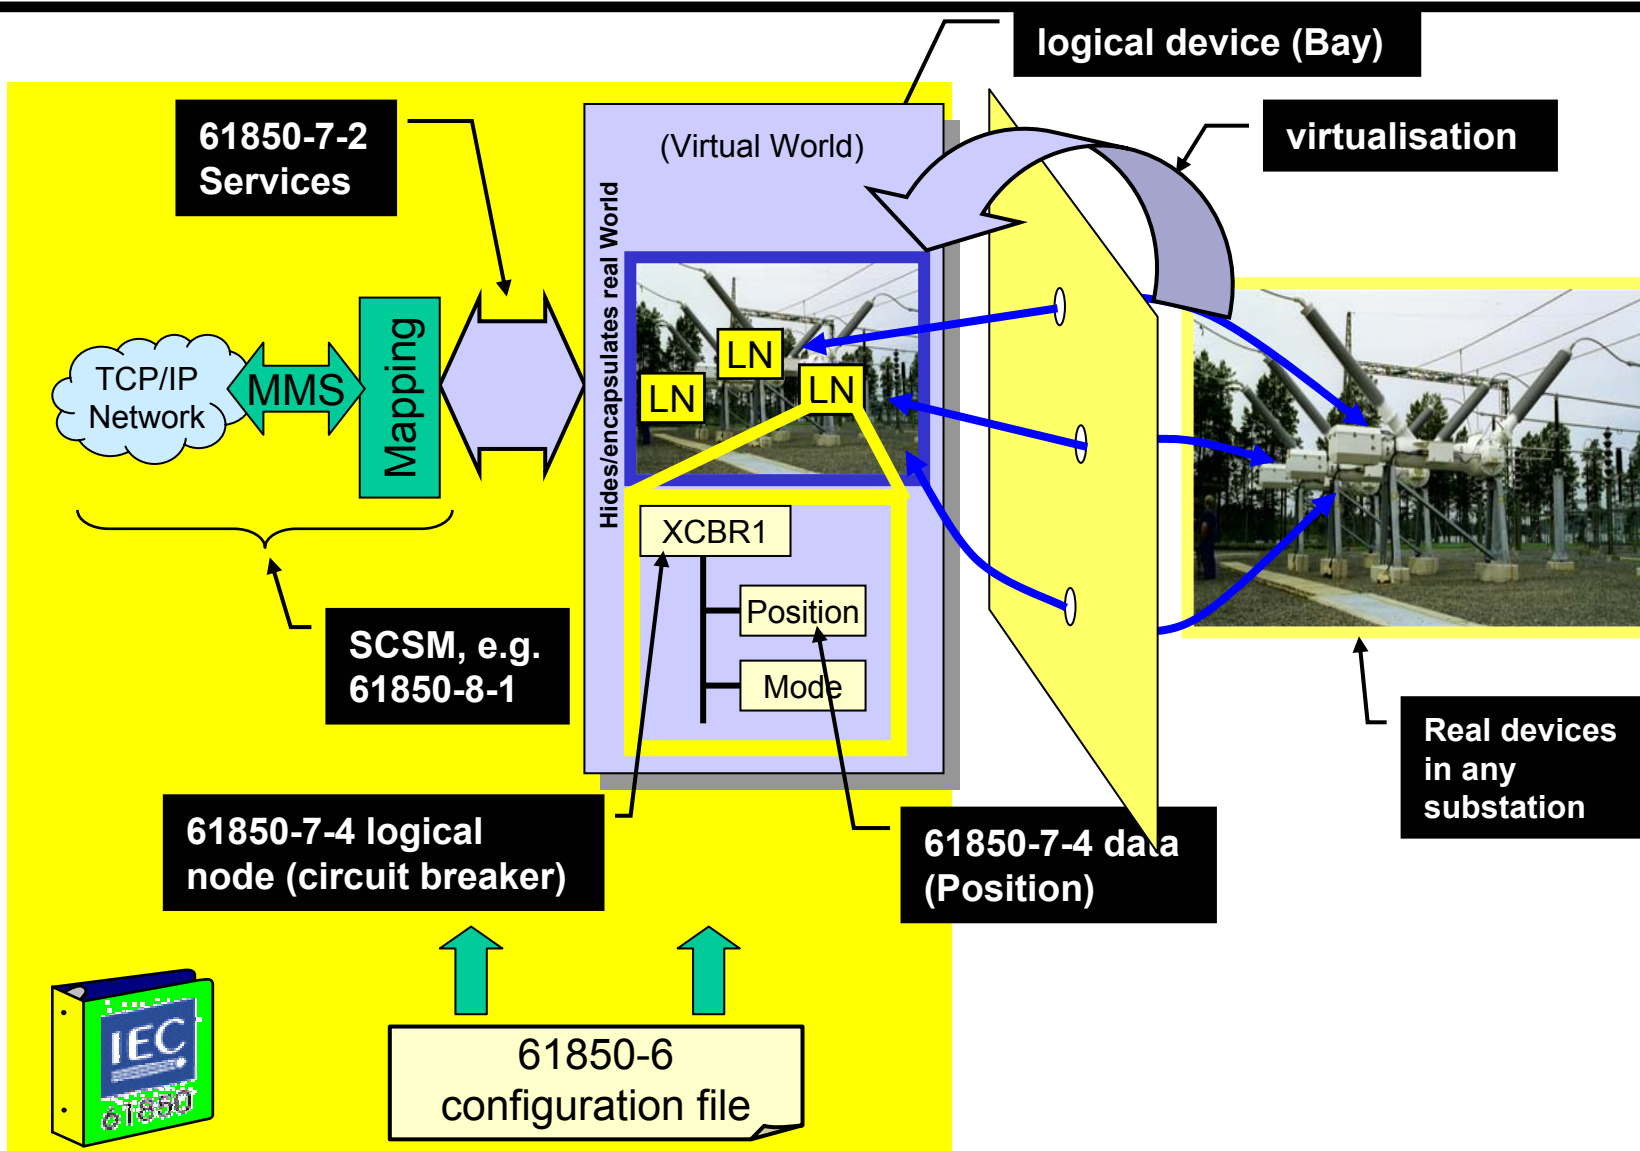 logical device (Bay)
61850-7-2
Services
(Virtual World)
virtualisation
Hides/encapsulates real World
TCP/IP
Network
MMS
Mapping
LN
LN
LN
XCBR1
Position
Mode
SCSM, e.g.
61850-8-1
Real devices
in any
substation
61850-7-4 logical
node (circuit breaker)
61850-7-4 data
(Position)
IEC
61850
61850-6
configuration file